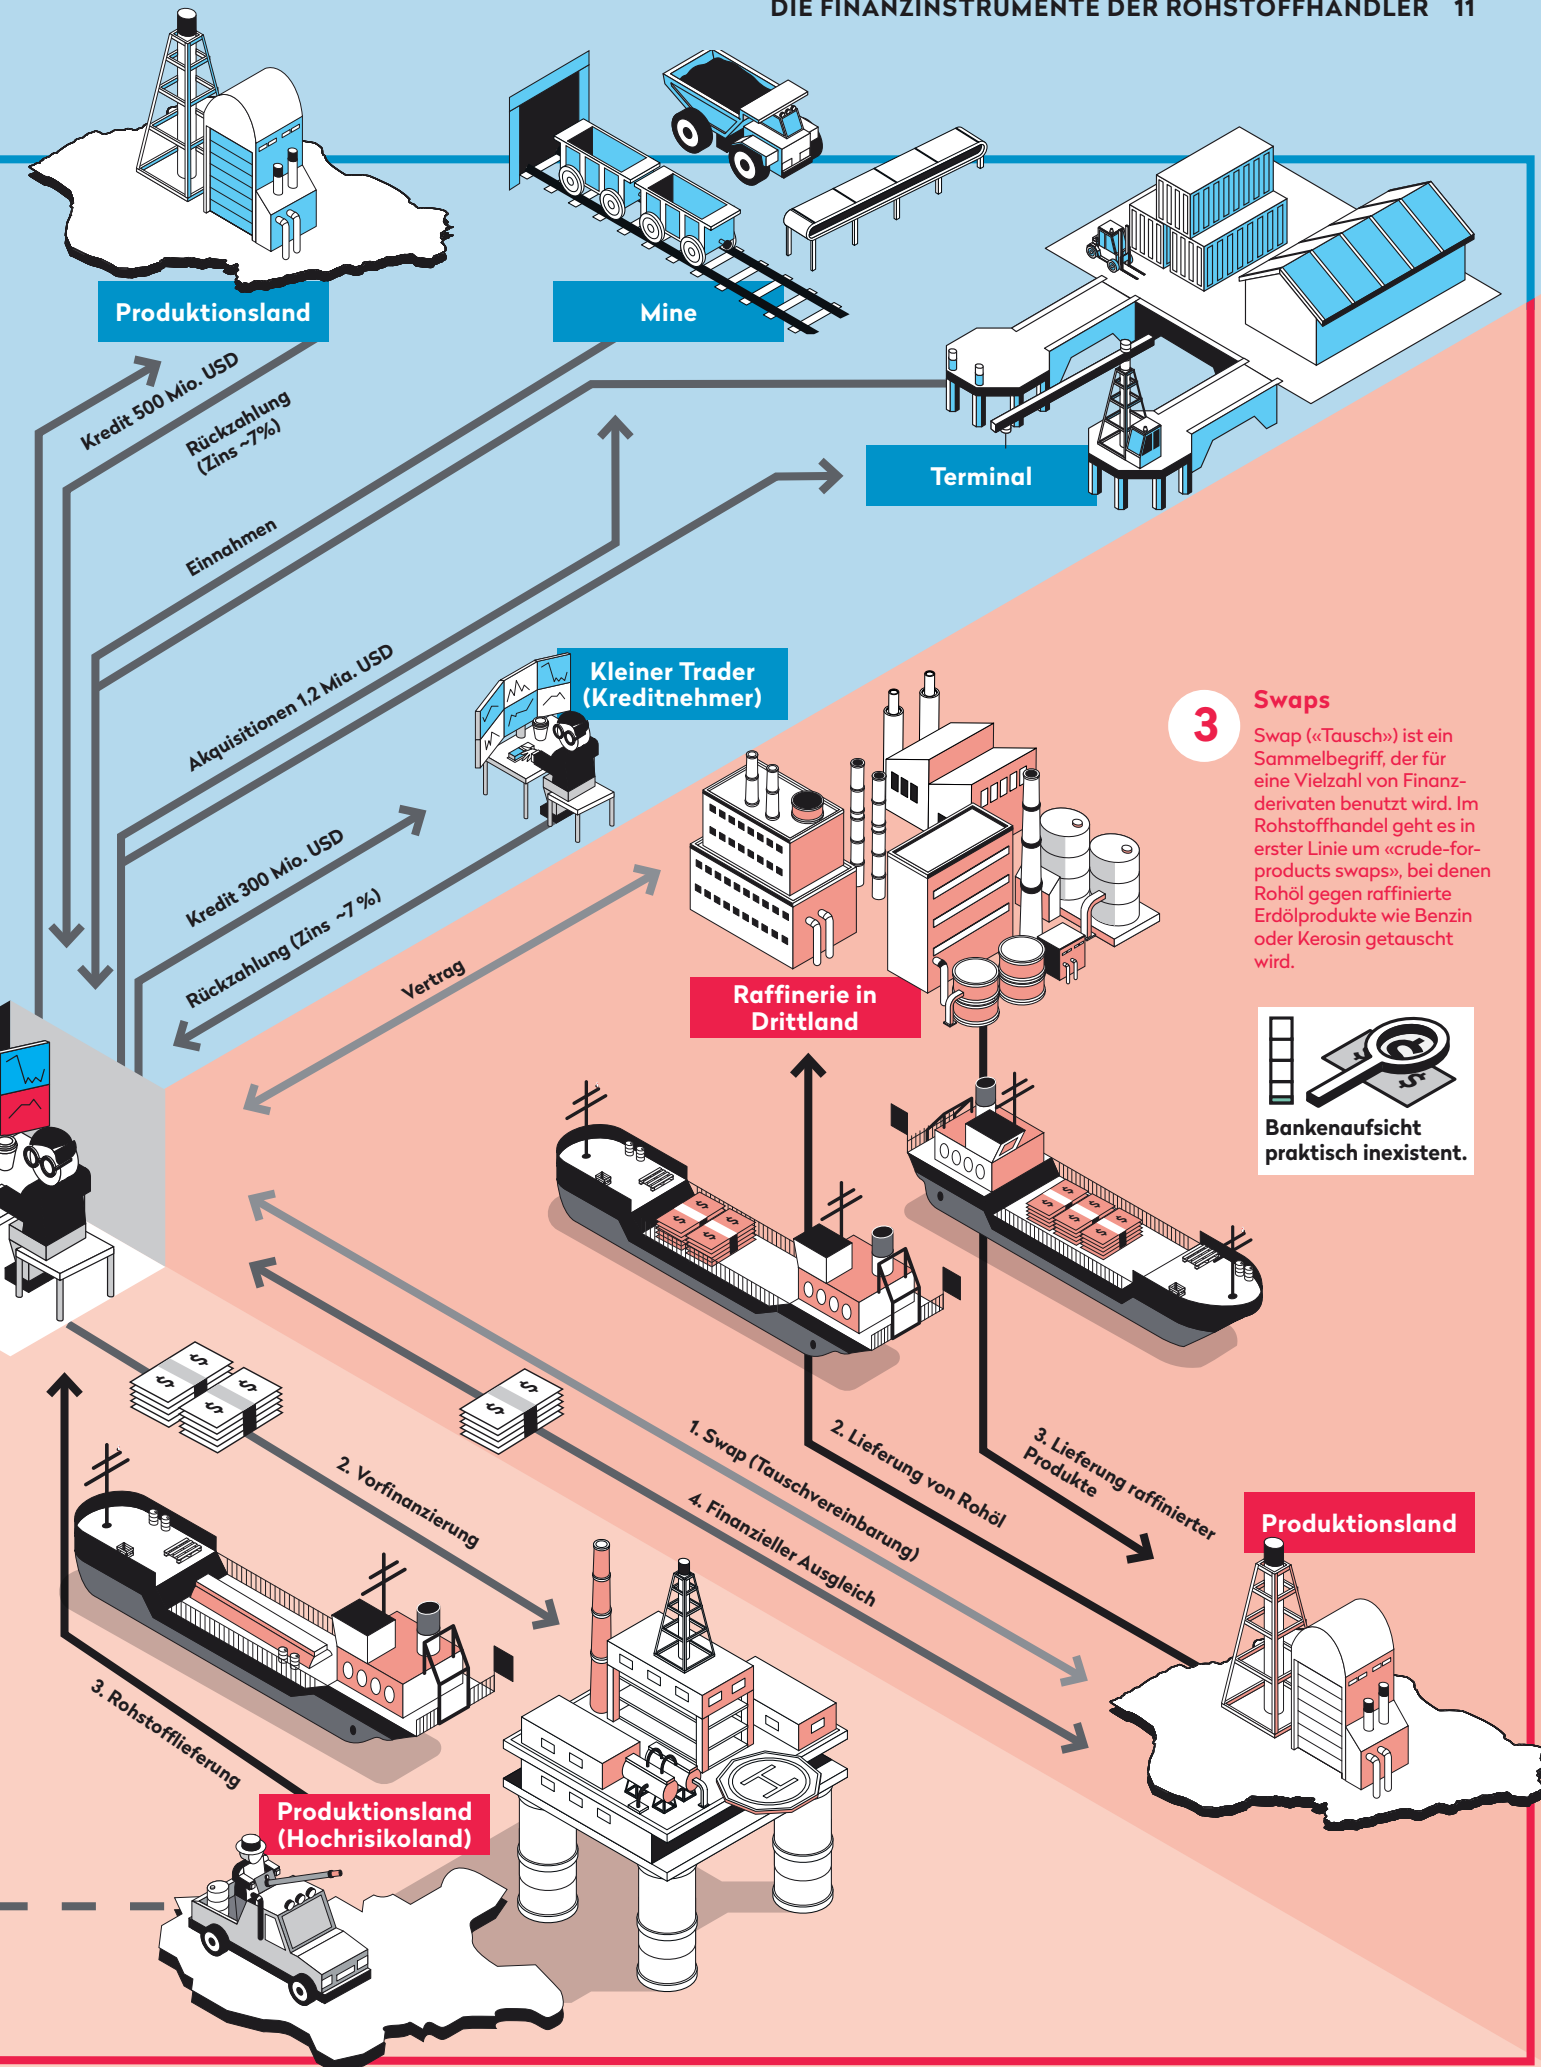 DIE FINANZINSTRUMENTE DER ROHSTOFFHÄNDLER 11
Produktionsland
Mine
Kredit 500 Mio. USD
Rückzahlung
(Zins ~7%)
Terminal
Einnahmen
Akquisitionen 1,2 Mia. USD
Kleiner Trader
(Kreditnehmer)
Kredit 300 Mio. USD
Rückzahlung (Zins ~7 %)
Vertrag
3
Swaps
Swap («Tausch») ist ein
Sammelbegriff, der für
eine Vielzahl von Finanz-
derivaten benutzt wird. Im
Rohstoffhandel geht es in
erster Linie um «crude-for-
products swaps», bei denen
Rohöl gegen raffinierte
Erdölprodukte wie Benzin
oder Kerosin getauscht
wird.
Raffinerie in
Drittland
Bankenaufsicht
praktisch inexistent.
1. Swap (Tauschvereinbarung)
2. Lieferung von Rohöl
3. Lieferung raffinierter
Produkte
4. Finanzieller Ausgleich
2. Vorfinanzierung
Produktionsland
3. Rohstofflieferung
Produktionsland
(Hochrisikoland)
H